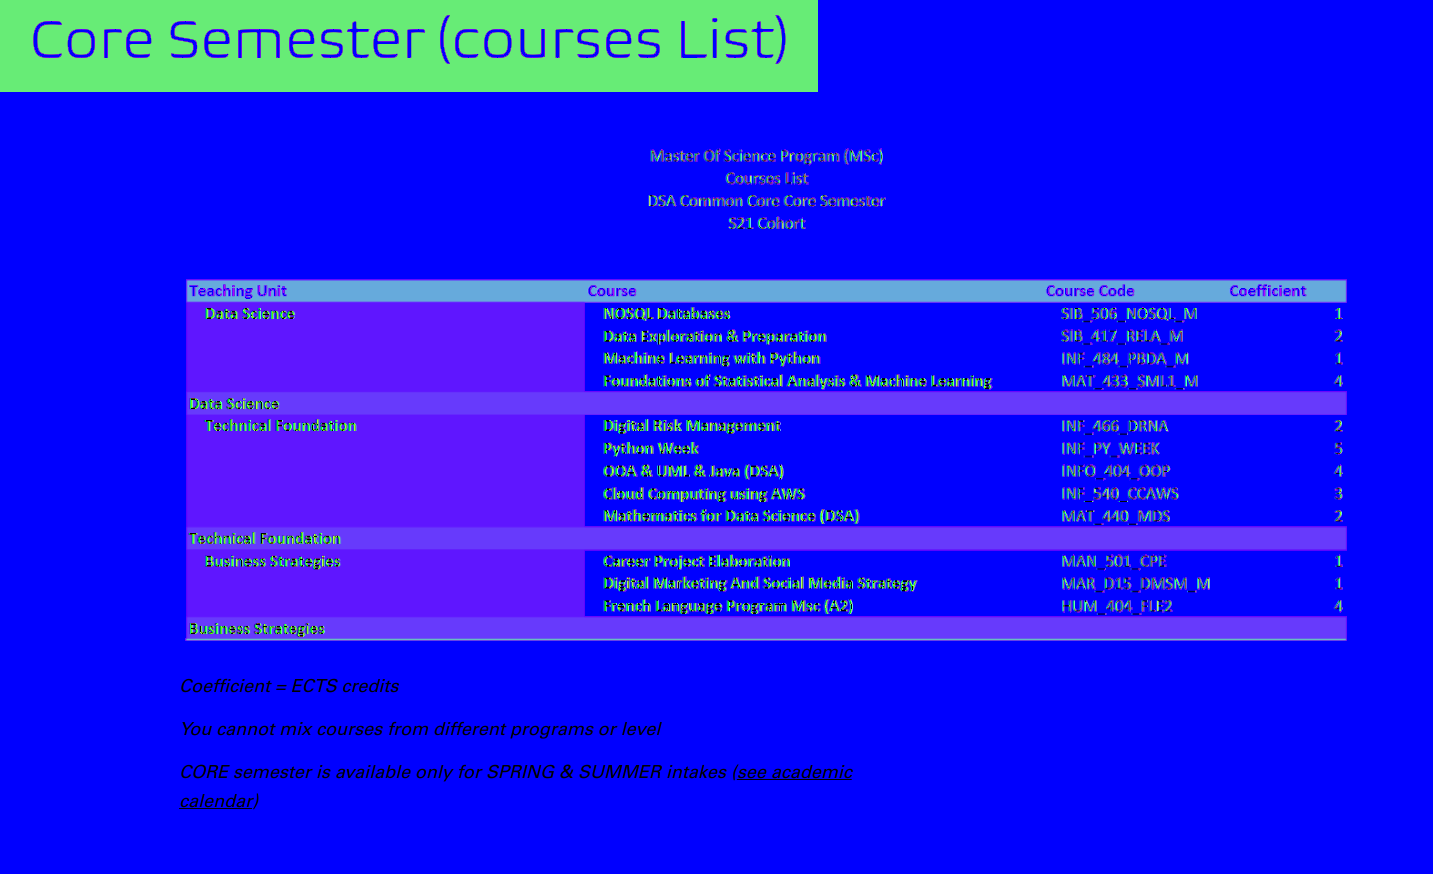 Core Semester (courses List)
Master Of Science Program (MSc)
Courses List
DSA Common Core Core Semester
S21 Cohort
Teaching Unit Course Course Code Coefficient
Data Science NOSQL Databases SIB_506_NOSQL_M 1
Data Exploration & Preparation SIB_417_RELA_M 2
Machine Learning with Python INF_484_PBDA_M 1
Foundations of Statistical Analysis & Machine Learning MAT_433_SML1_M 4
Data Science
Technical Foundation Digital Risk Management INF_466_DRNA 2
Python Week INF_PY_WEEK 5
OOA & UML & Java (DSA) INFO_404_OOP 4
Cloud Computing using AWS INF_540_CCAWS 3
Mathematics for Data Science (DSA) MAT_440_MDS 2
Technical Foundation
Business Strategies Career Project Elaboration MAN_501_CPE 1
Digital Marketing And Social Media Strategy MAR_D15_DMSM_M 1
French Language Program Msc (A2) HUM_404_FLE2 4
Business Strategies
Coefficient = ECTS credits
You cannot mix courses from different programs or level
CORE semester is available only for SPRING & SUMMER intakes (see academic
calendar)